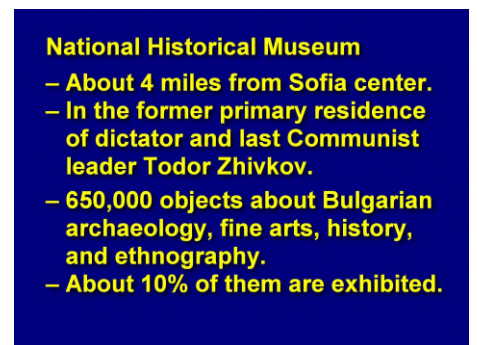 National Historical Museum
– About 4 miles from Sofia center.
– In the former primary residence
of dictator and last Communist
leader Todor Zhivkov.
– 650,000 objects about Bulgarian
archaeology, fine arts, history,
and ethnography.
– About 10% of them are exhibited.